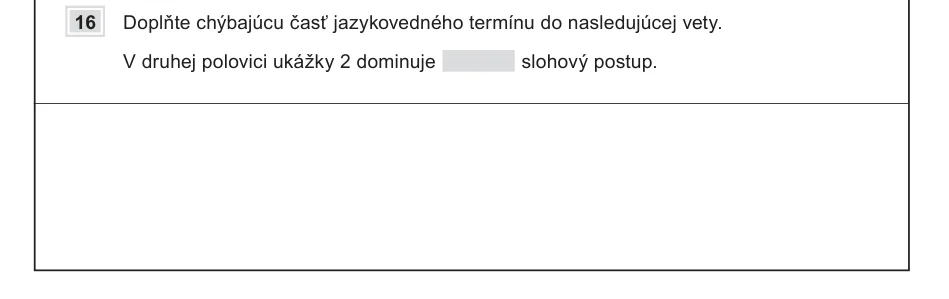 16 Doplňte chýbajúcu časť jazykovedného termínu do nasledujúcej vety.
V druhej polovici ukážky 2 dominuje slohový postup.